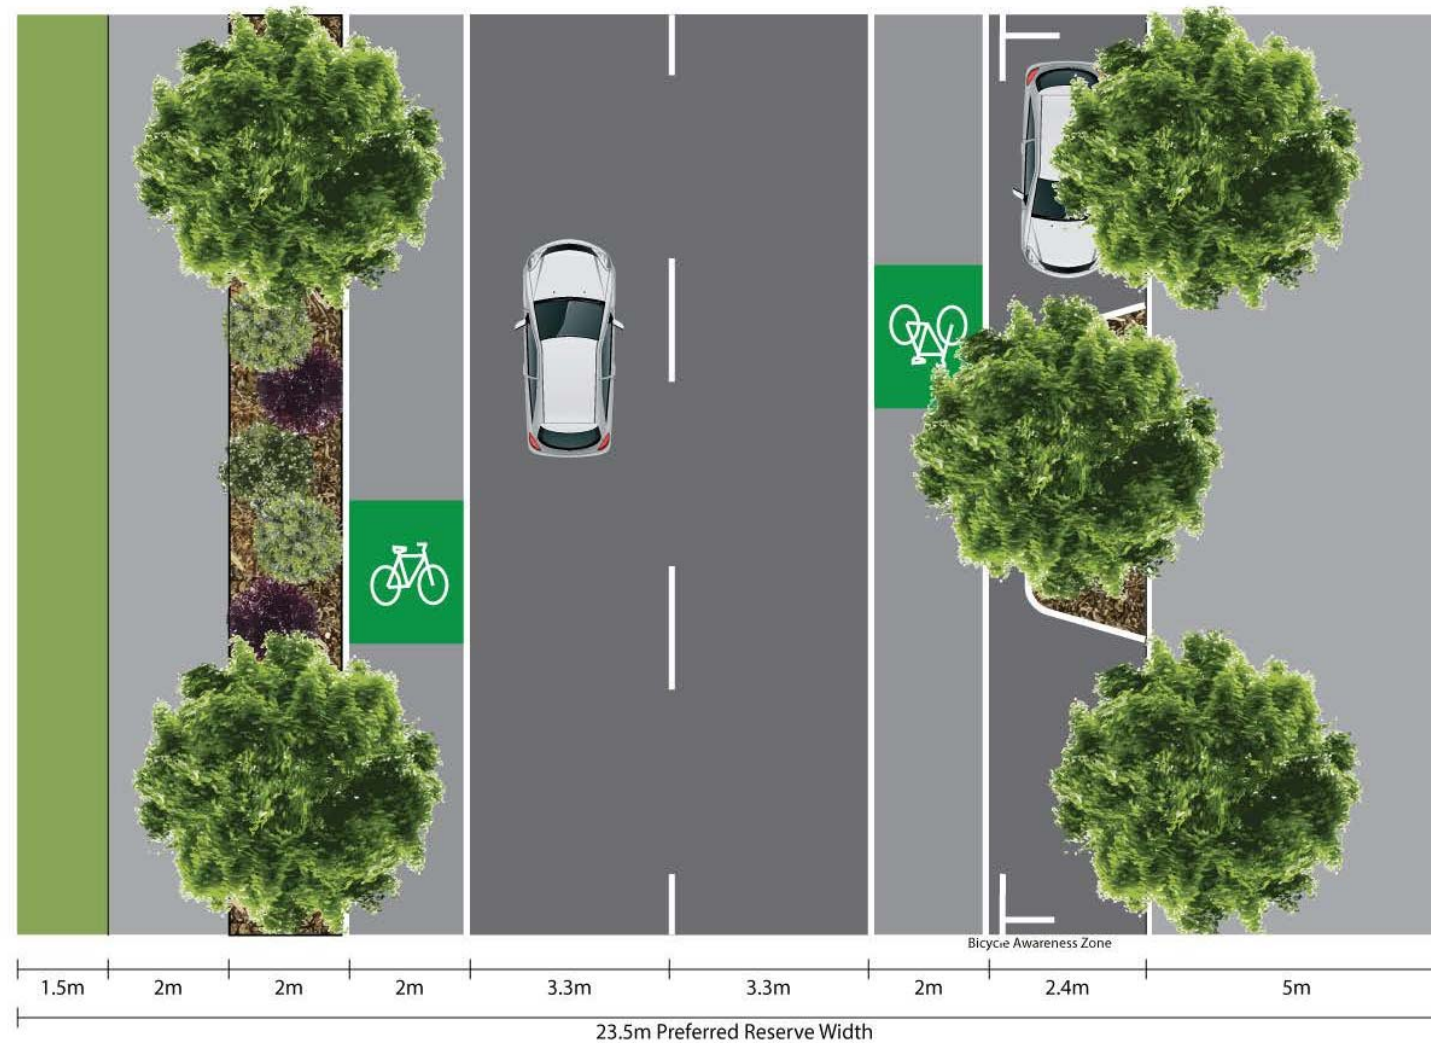 Bicycle Awareness Zone
1.5m 2m 2m 2m 3.3m 3.3m 2m 2.4m 5m
23.5m Preferred Reserve Width